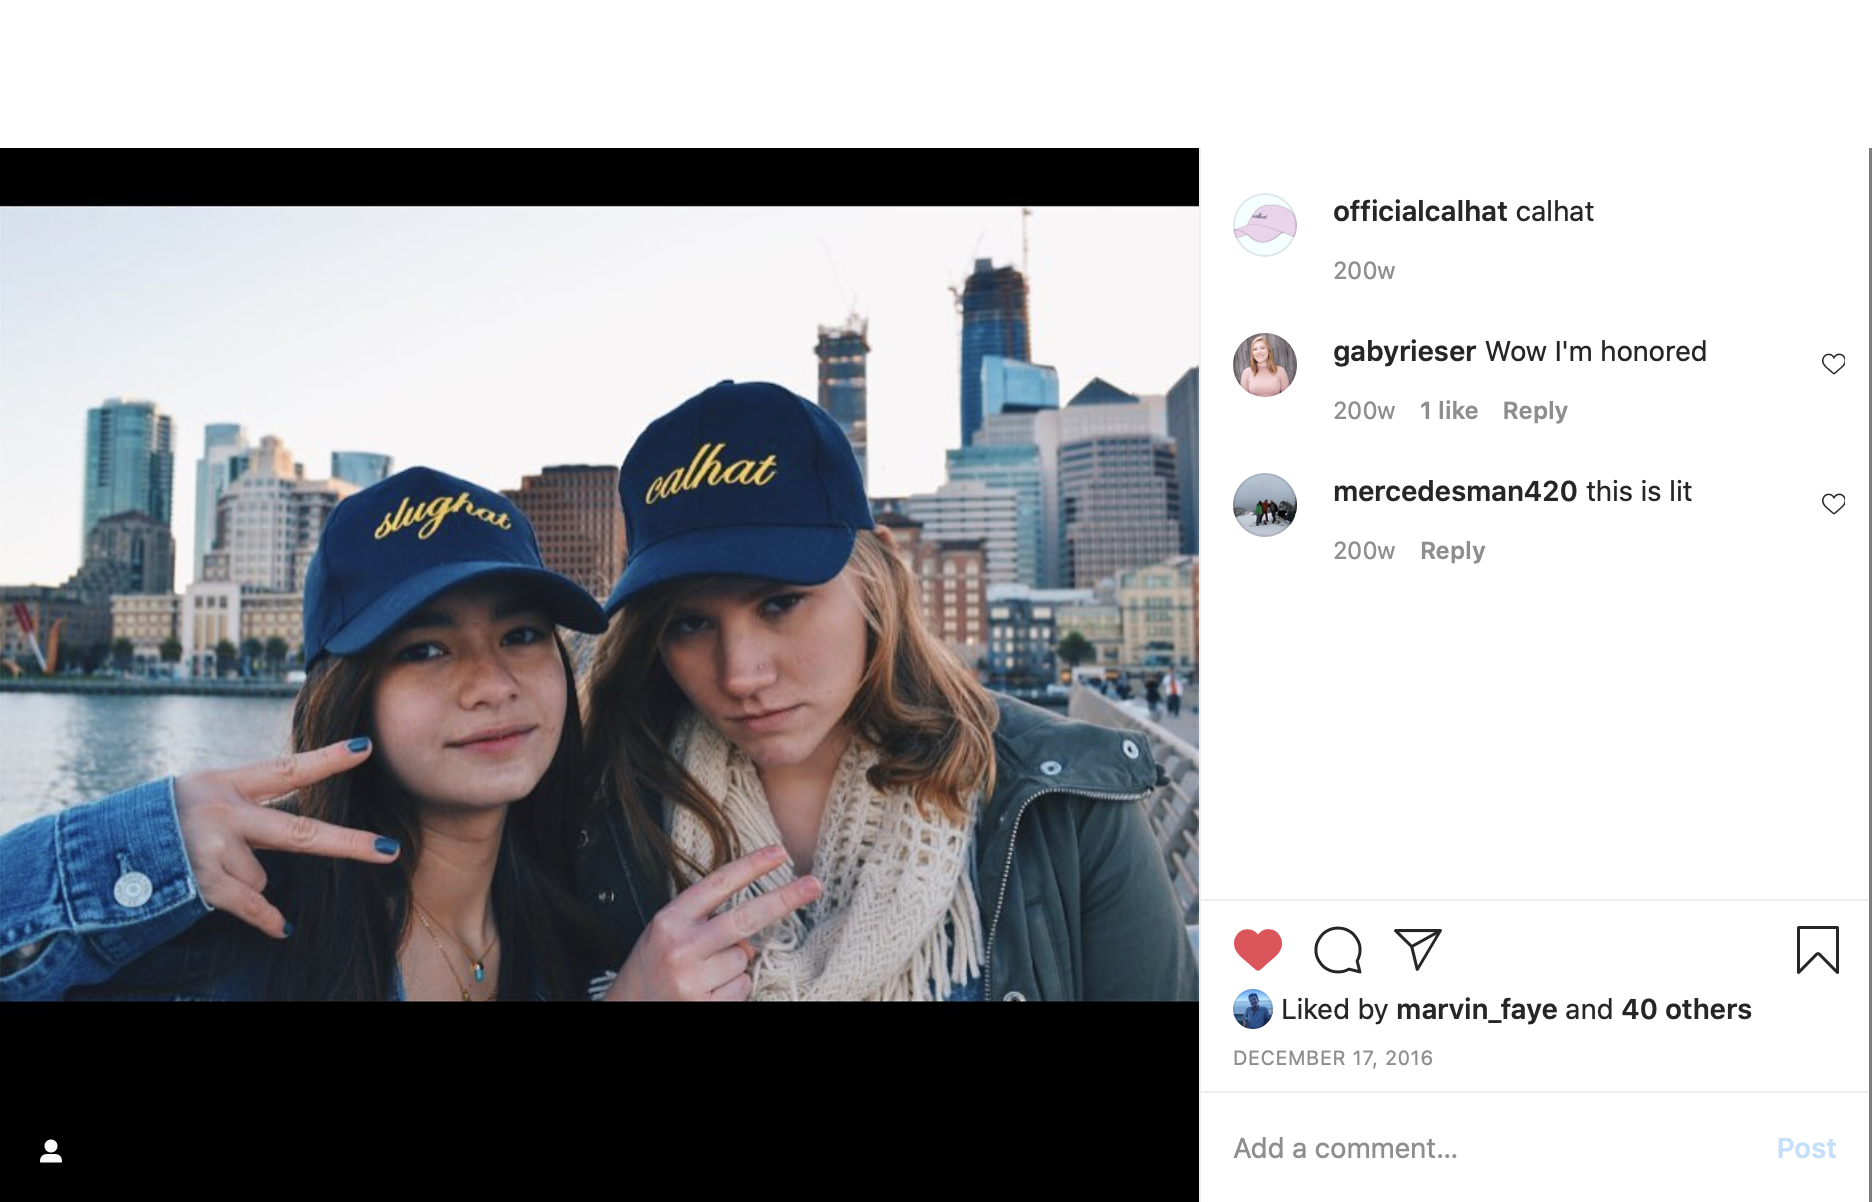 slughat
calhat
officialcalhat calhat
200w
gabyrieser Wow I'm honored
200w 1 like Reply
mercedesman420 this is lit
200w Reply
Liked by marvin_faye and 40 others
DECEMBER 17, 2016
Add a comment... Post